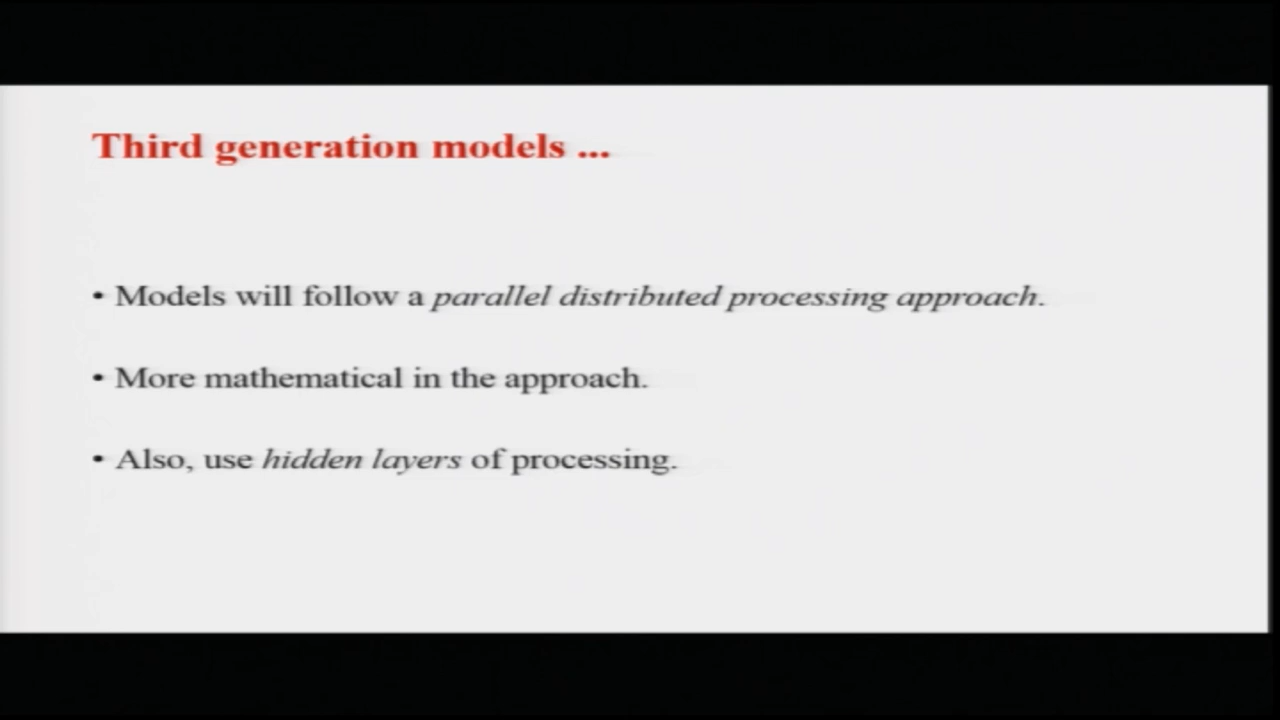 Third generation models ...
• Models will follow a parallel distributed processing approach.
• More mathematical in the approach.
• Also, use hidden layers of processing.